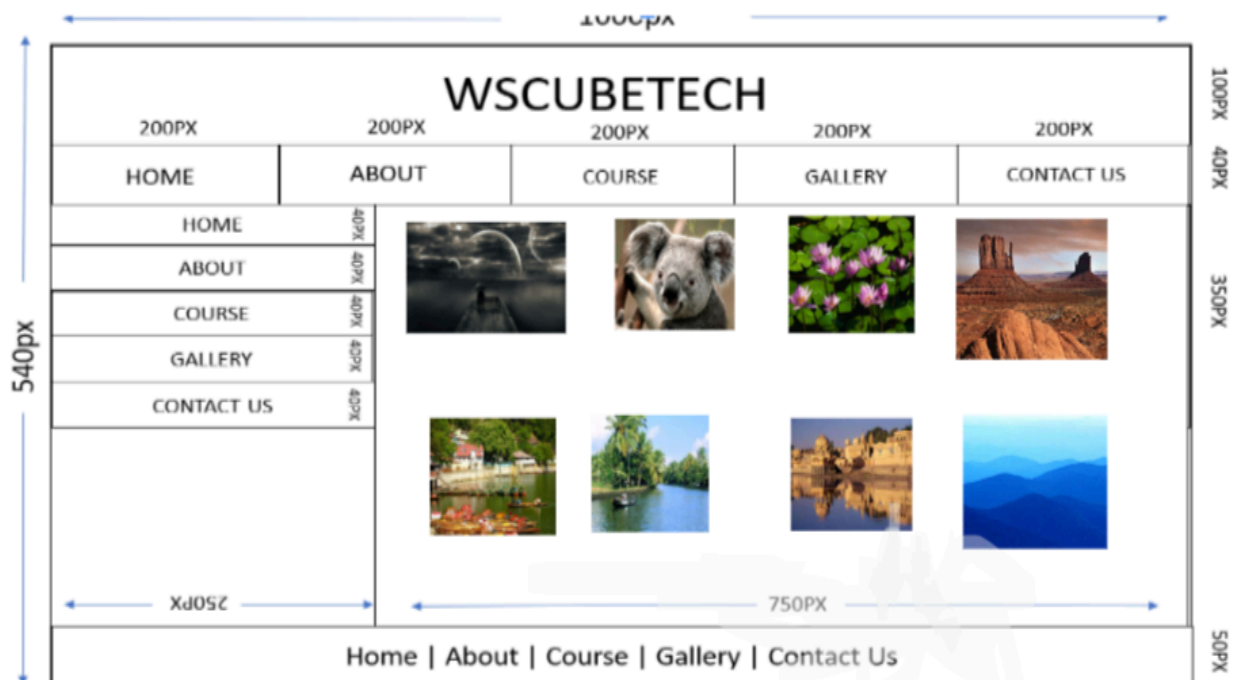 1000px
WSCUBETECH
200PX 200PX 200PX 200PX 200PX
100PX
HOME ABOUT COURSE GALLERY CONTACT US
40PX
HOME 40PX
ABOUT 40PX
COURSE 40PX
GALLERY 40PX
CONTACT US 40PX
350PX
540px
250PX 750PX
Home | About | Course | Gallery | Contact Us
50PX